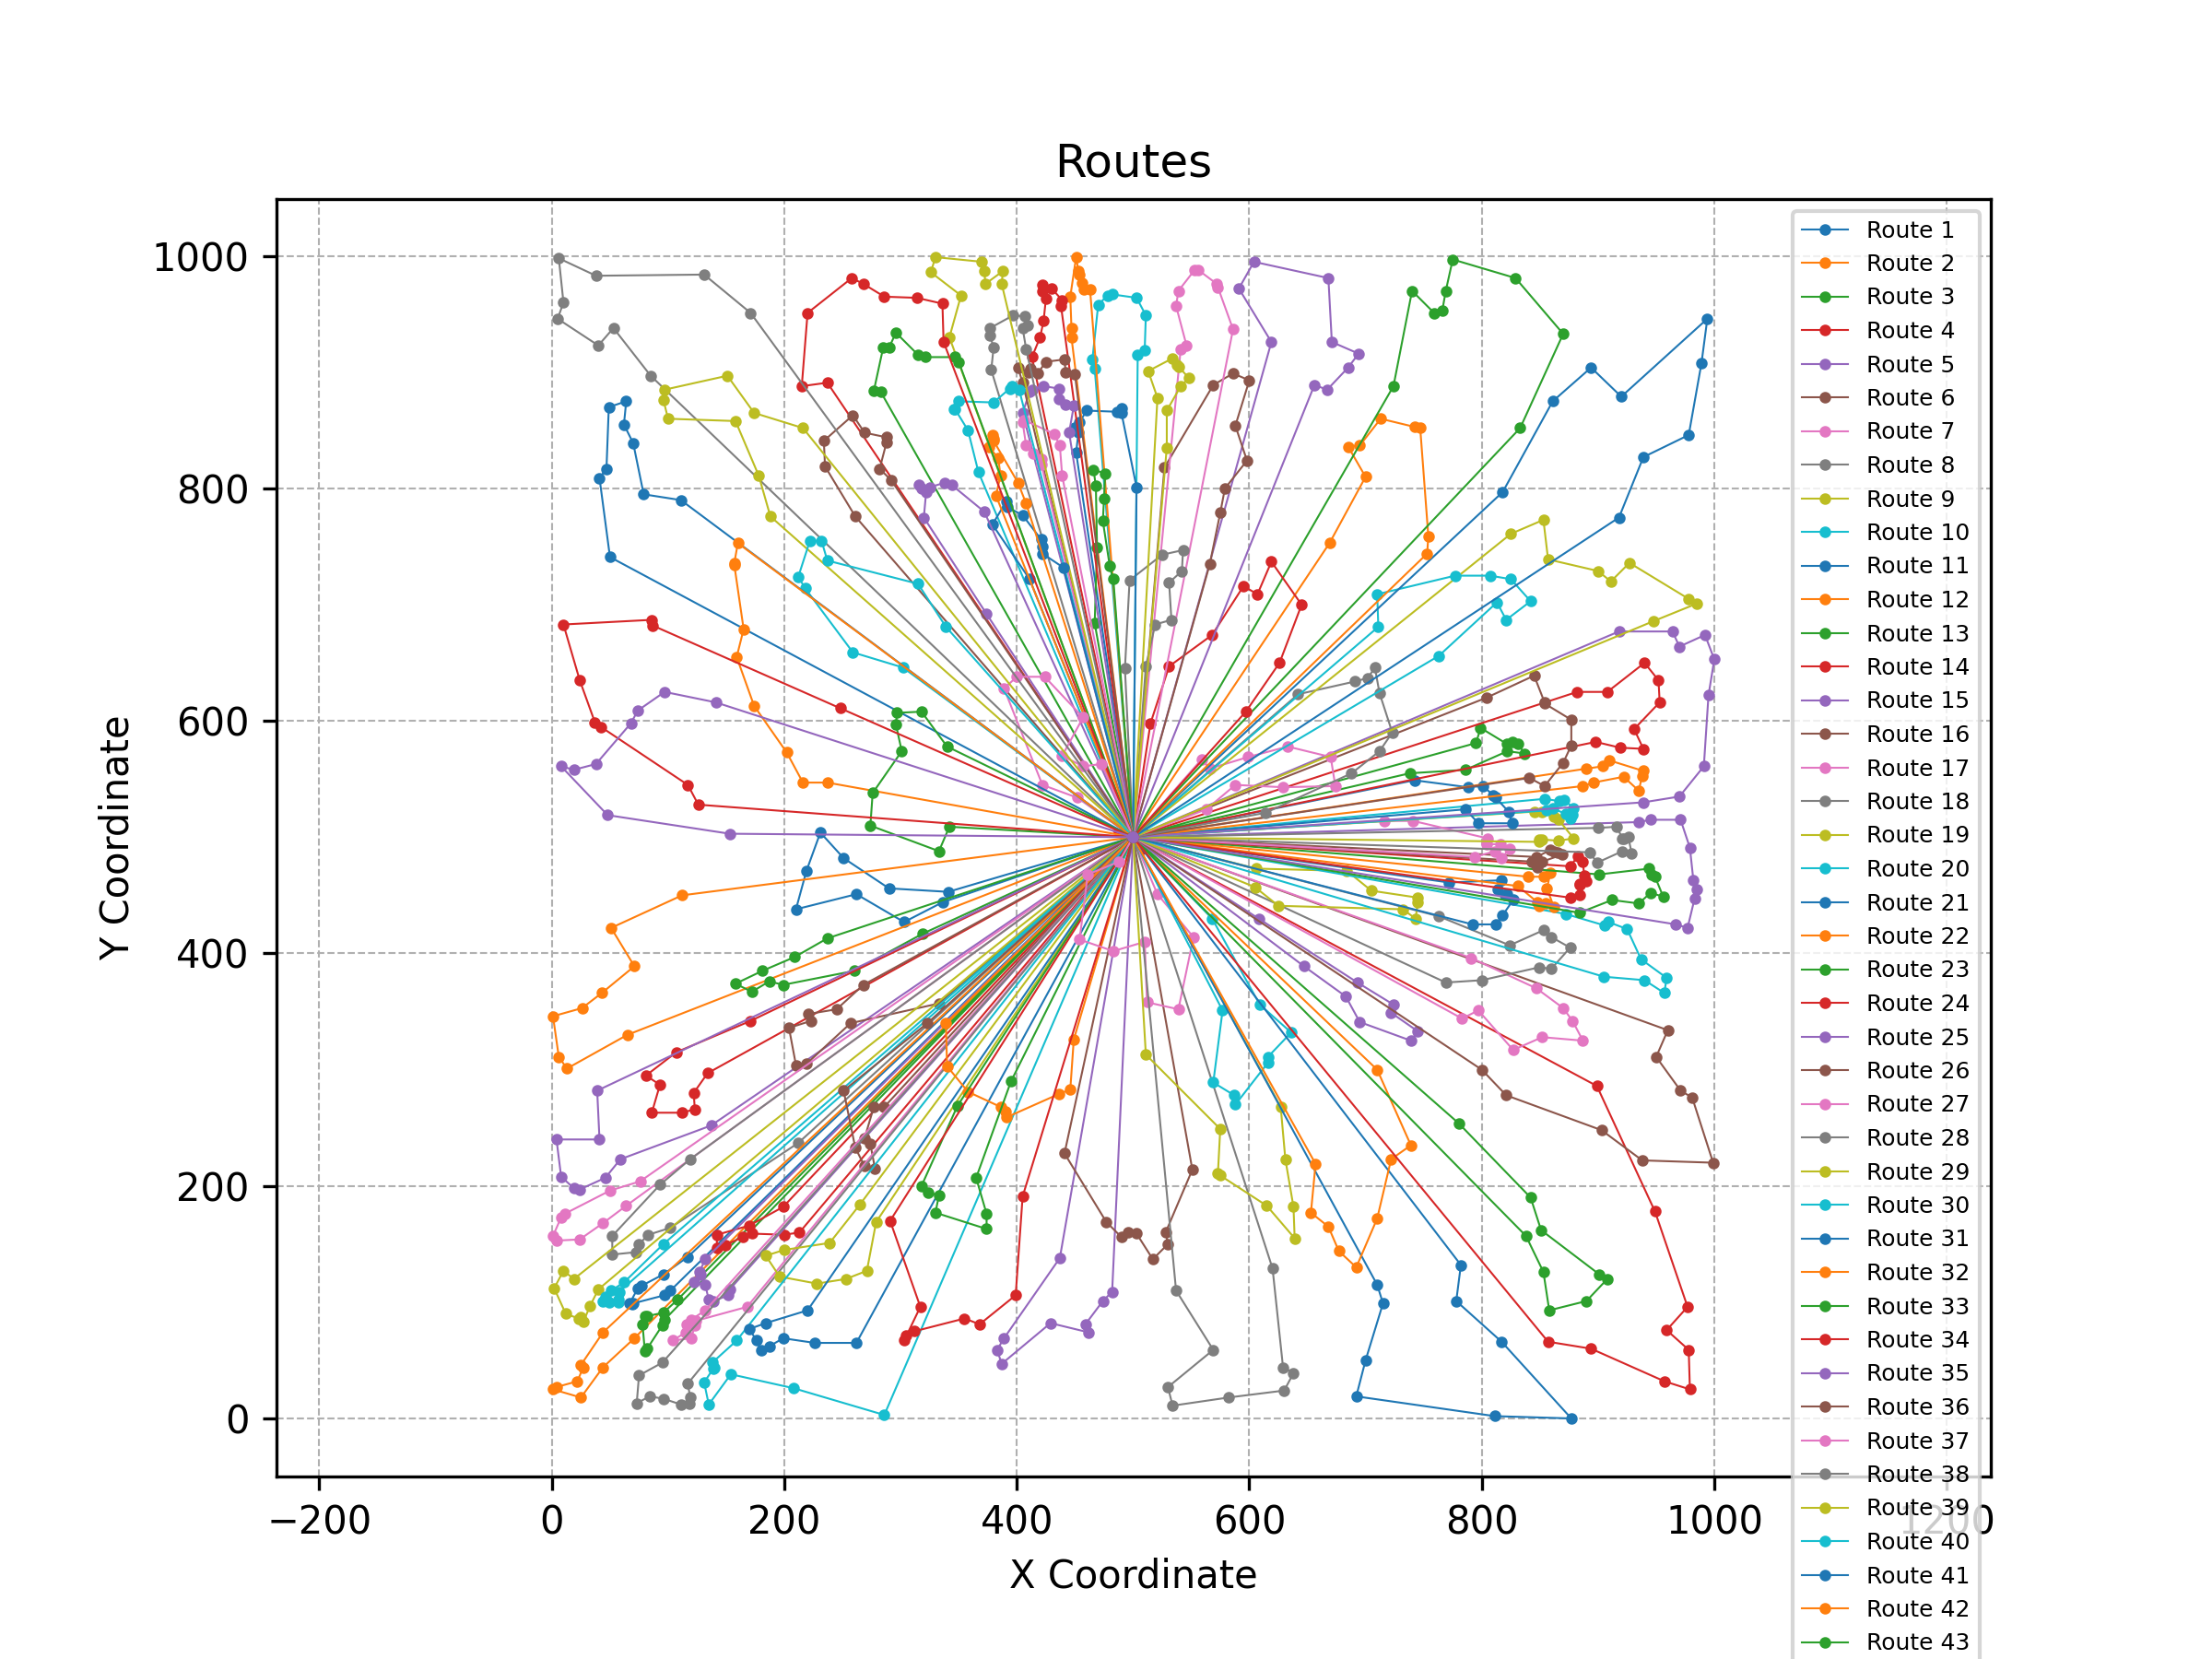 Routes
1000
800
600
400
200
0
Y Coordinate
−200
0
200
400
600
800
1000
1200
X Coordinate
Route 1
Route 2
Route 3
Route 4
Route 5
Route 6
Route 7
Route 8
Route 9
Route 10
Route 11
Route 12
Route 13
Route 14
Route 15
Route 16
Route 17
Route 18
Route 19
Route 20
Route 21
Route 22
Route 23
Route 24
Route 25
Route 26
Route 27
Route 28
Route 29
Route 30
Route 31
Route 32
Route 33
Route 34
Route 35
Route 36
Route 37
Route 38
Route 39
Route 40
Route 41
Route 42
Route 43